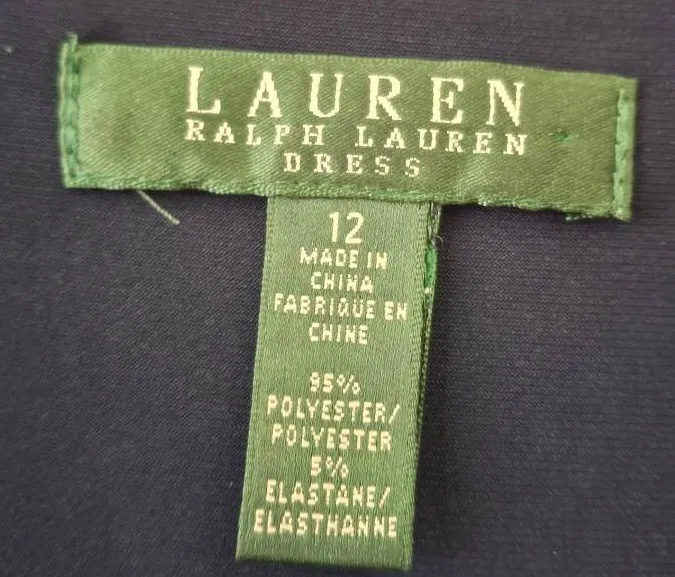 LAUREN
RALPH LAUREN
DRESS
12
MADE IN
CHINA
FABRIQUE EN
CHINE
95%
POLYESTER/
POLYESTER
5%
ELASTANE/
ELASTHANNE